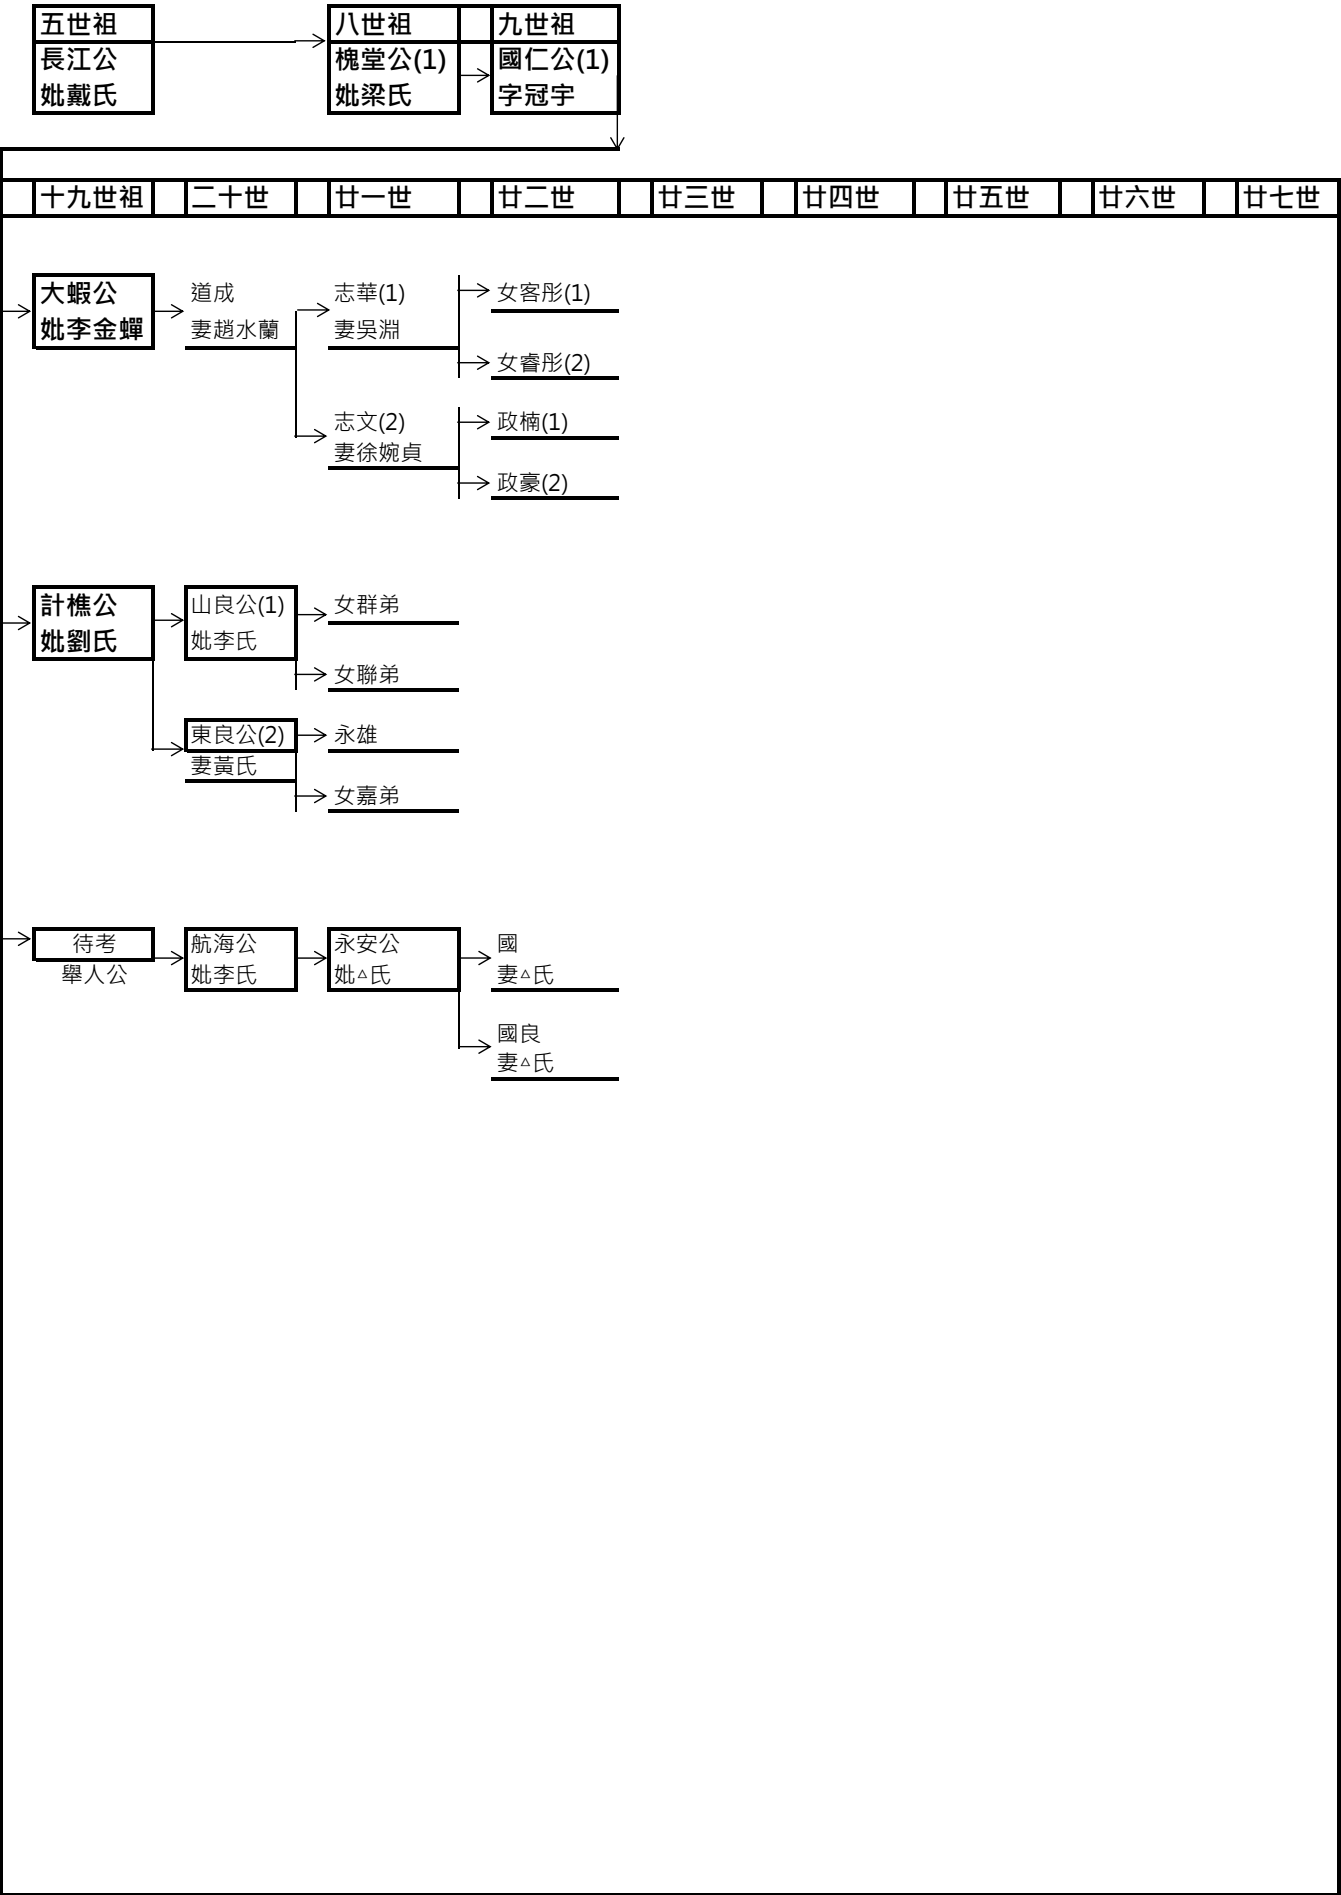 五世祖 八世祖 九世祖
長江公 槐堂公(1) 國仁公(1)
妣戴氏 妣梁氏 字冠宇
十九世祖 二十世 廿一世 廿二世 廿三世 廿四世 廿五世 廿六世 廿七世
大蝦公 道成 志華(1) 女客彤(1)
妣李金蟬 妻趙水蘭 妻吳淵
女睿彤(2)
志文(2) 政楠(1)
妻徐婉貞
政豪(2)
計樵公 山良公(1) 女群弟
妣劉氏 妣李氏
女聯弟
東良公(2) 永雄
妻黃氏
女嘉弟
待考 航海公 永安公 國
舉人公 妣李氏 妣△氏 妻△氏
國良
妻△氏